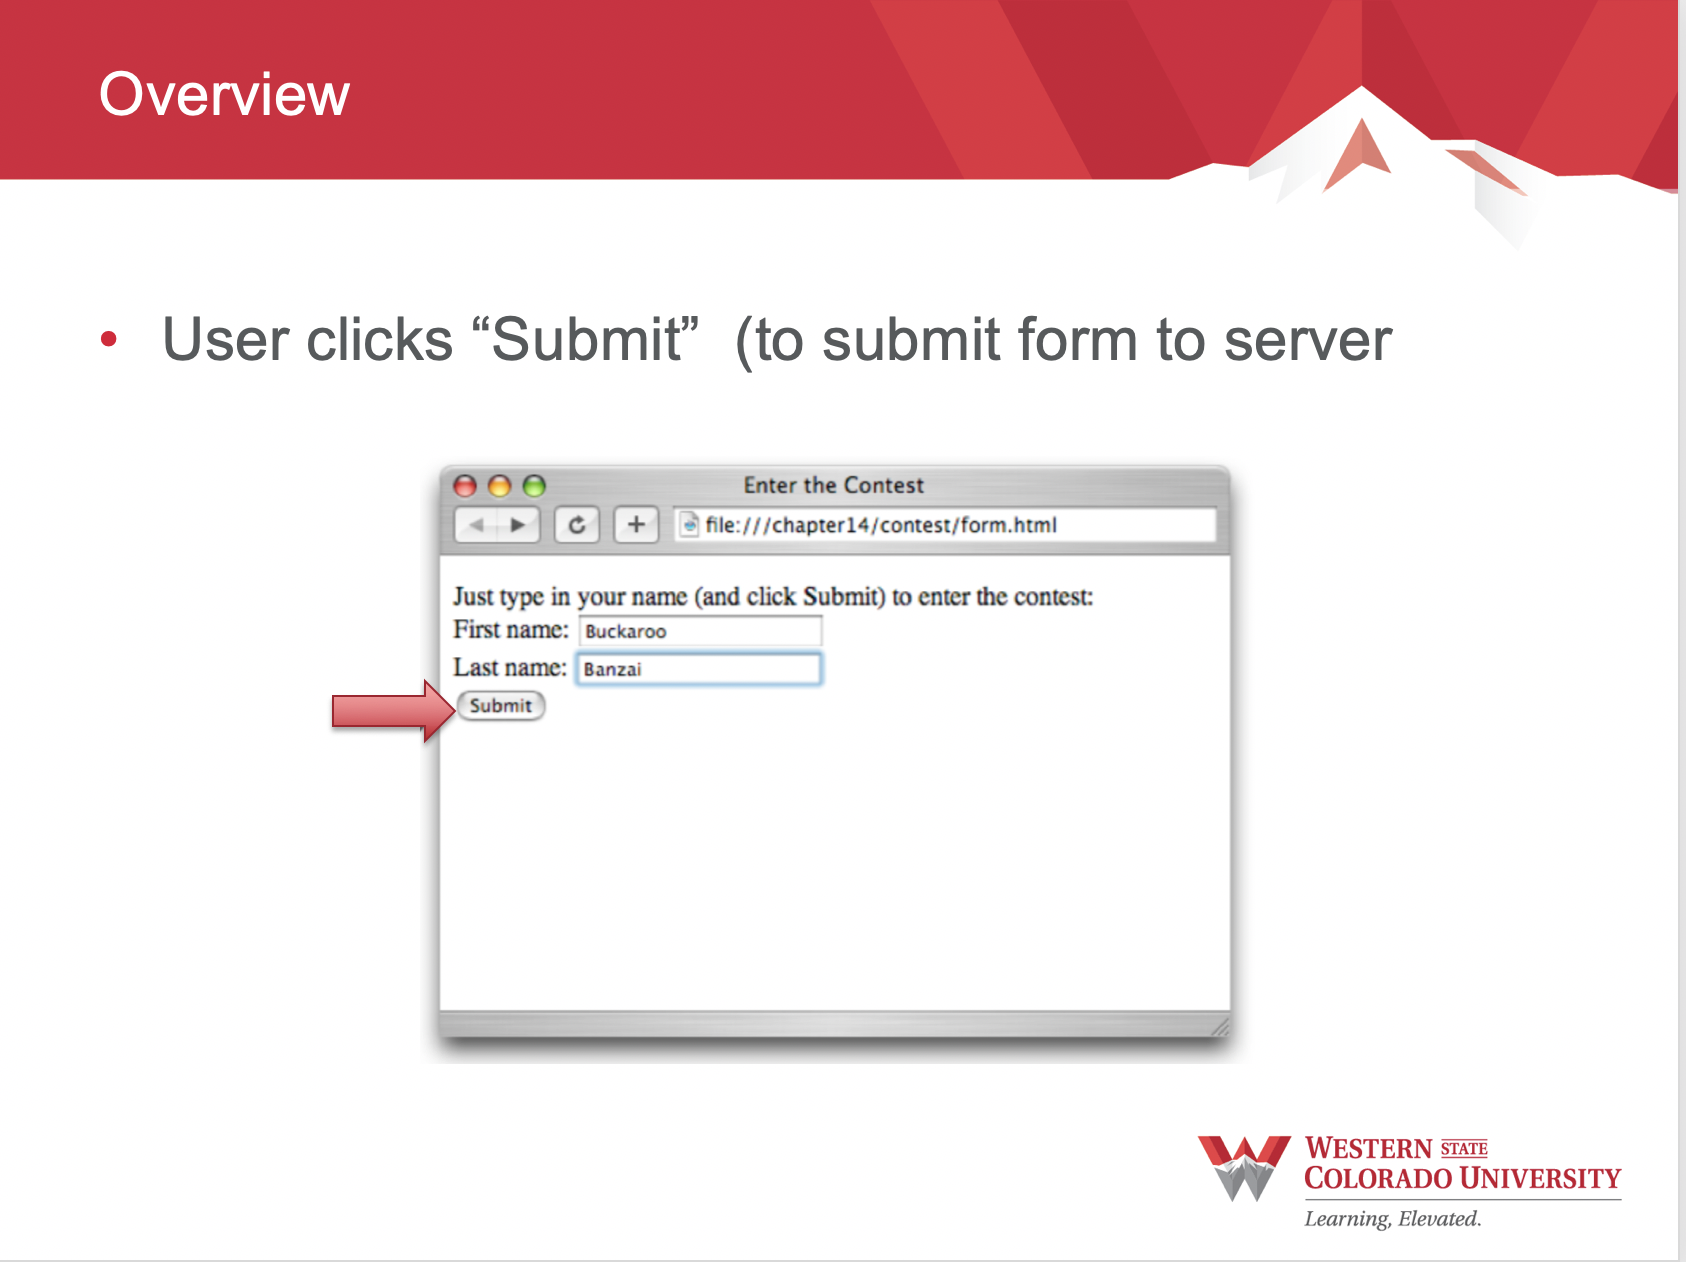 Overview
• User clicks “Submit”  (to submit form to server
Enter the Contest
file:///chapter14/contest/form.html
Just type in your name (and click Submit) to enter the contest:
First name: Buckaroo
Last name: Banzai
Submit
WESTERN STATE
COLORADO UNIVERSITY
Learning, Elevated.